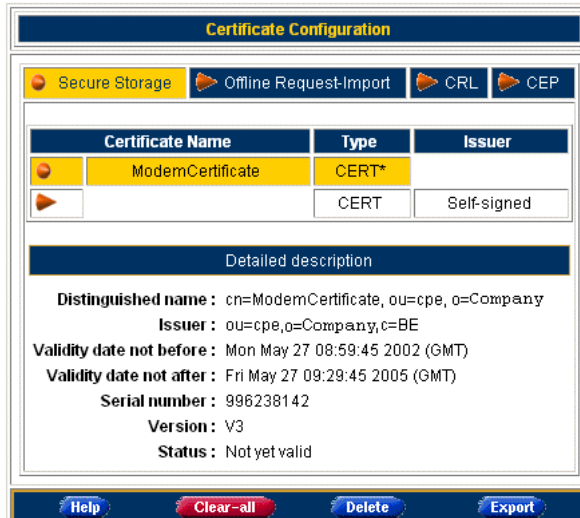 Certificate Configuration
Secure Storage Offline Request-Import CRL CEP
Certificate Name Type Issuer
ModemCertificate CERT*
CERT Self-signed
Detailed description
Distinguished name : cn=ModemCertificate, ou=cpe, o=Company
Issuer : ou=cpe,o=Company,c=BE
Validity date not before : Mon May 27 08:59:45 2002 (GMT)
Validity date not after : Fri May 27 09:29:45 2005 (GMT)
Serial number : 996238142
Version : V3
Status : Not yet valid
Help Clear-all Delete Export